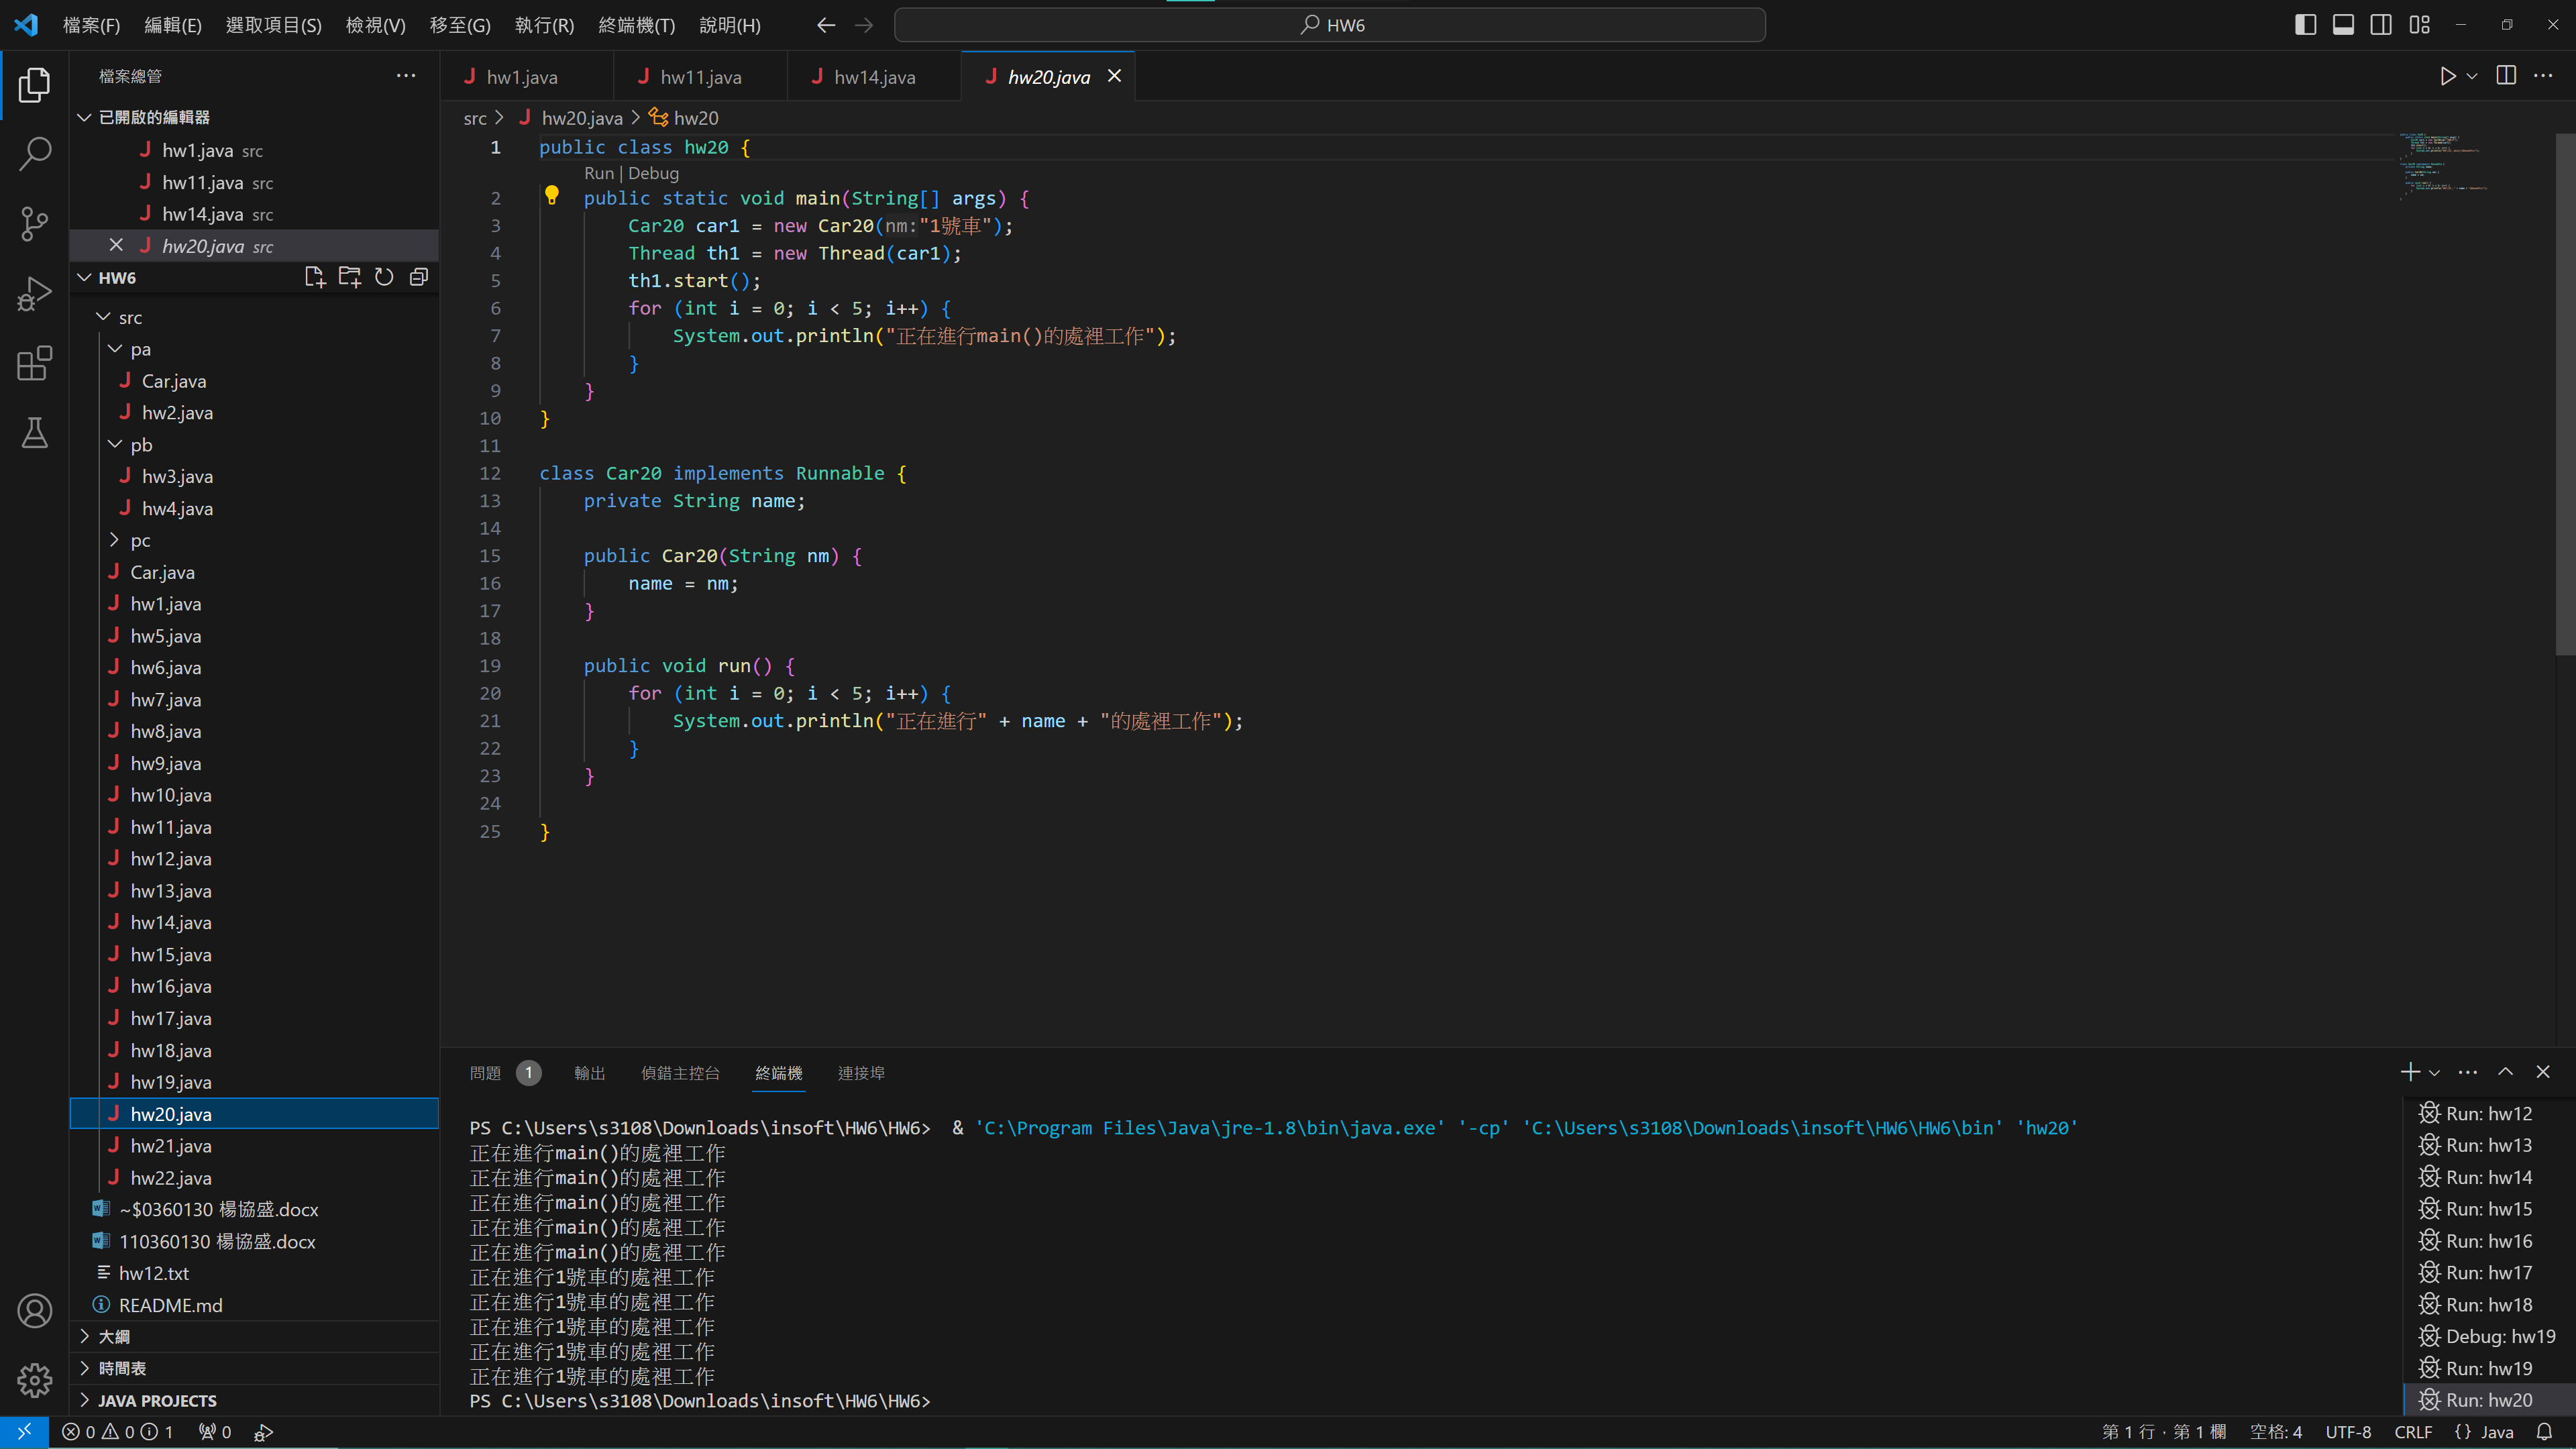 檔案(F) 編輯(E) 選取項目(S) 檢視(V) 移至(G) 執行(R) 終端機(T) 說明(H)
HW6
檔案總管
已開啟的編輯器
hw1.java src
hw11.java src
hw14.java src
hw20.java src
HW6
src
pa
Car.java
hw2.java
pb
hw3.java
hw4.java
pc
Car.java
hw1.java
hw5.java
hw6.java
hw7.java
hw8.java
hw9.java
hw10.java
hw11.java
hw12.java
hw13.java
hw14.java
hw15.java
hw16.java
hw17.java
hw18.java
hw19.java
hw20.java
hw21.java
hw22.java
~$0360130 楊協盛.docx
110360130 楊協盛.docx
hw12.txt
README.md
大綱
時間表
JAVA PROJECTS
hw1.java hw11.java hw14.java hw20.java
src > hw20.java > hw20
1 public class hw20 {
Run | Debug
2 public static void main(String[] args) {
3 Car20 car1 = new Car20(nm:"1號車");
4 Thread th1 = new Thread(car1);
5 th1.start();
6 for (int i = 0; i < 5; i++) {
7 System.out.println("正在進行main()的處裡工作");
8 }
9 }
10 }
11
12 class Car20 implements Runnable {
13 private String name;
14
15 public Car20(String nm) {
16 name = nm;
17 }
18
19 public void run() {
20 for (int i = 0; i < 5; i++) {
21 System.out.println("正在進行" + name + "的處裡工作");
22 }
23 }
24
25 }
問題 1 輸出 偵錯主控台 終端機 連接埠
PS C:\Users\s3108\Downloads\insoft\HW6\HW6> & 'C:\Program Files\Java\jre-1.8\bin\java.exe' '-cp' 'C:\Users\s3108\Downloads\insoft\HW6\HW6\bin' 'hw20'
正在進行main()的處裡工作
正在進行main()的處裡工作
正在進行main()的處裡工作
正在進行main()的處裡工作
正在進行main()的處裡工作
正在進行1號車的處裡工作
正在進行1號車的處裡工作
正在進行1號車的處裡工作
正在進行1號車的處裡工作
正在進行1號車的處裡工作
PS C:\Users\s3108\Downloads\insoft\HW6\HW6>
Run: hw12
Run: hw13
Run: hw14
Run: hw15
Run: hw16
Run: hw17
Run: hw18
Debug: hw19
Run: hw19
Run: hw20
0 0 1 0 第 1 行，第 1 欄 空格: 4 UTF-8 CRLF {} Java